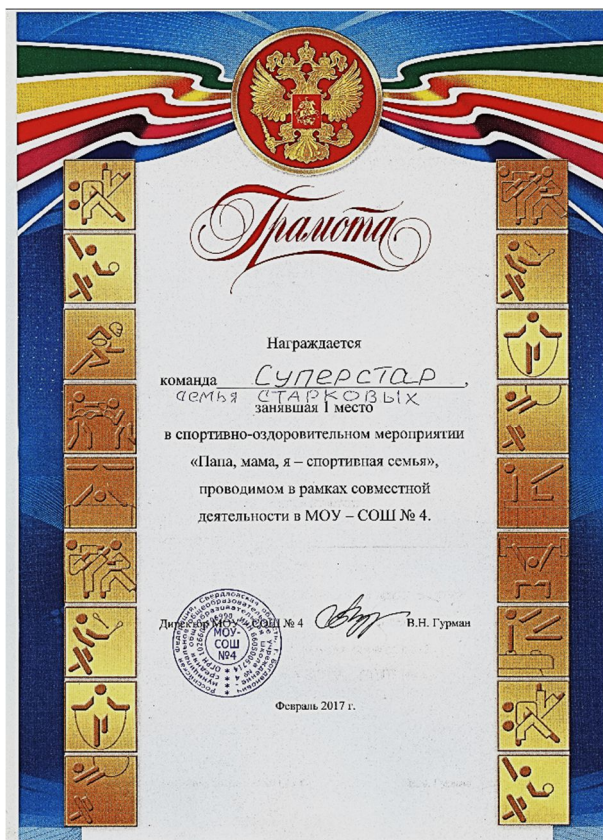 Грамота
Награждается
команда Суперстар,
семья Старковых
занявшая 1 место
в спортивно-оздоровительном мероприятии
«Папа, мама, я – спортивная семья»,
проводимом в рамках совместной
деятельности в МОУ – СОШ № 4.
Директор МОУ – СОШ № 4 В.Н. Гурман
МОУ-
СОШ
№4
Февраль 2017 г.